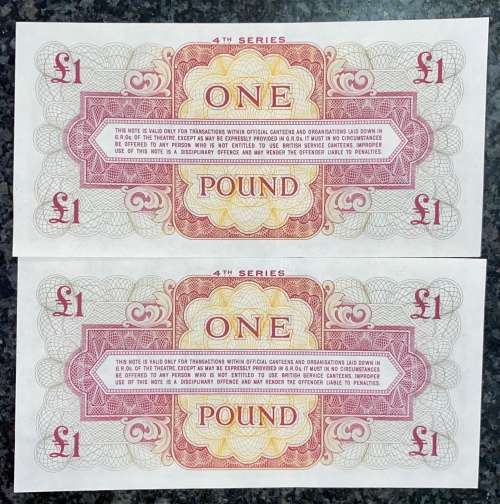 4TH SERIES
£1 £1
ONE
THIS NOTE IS VALID ONLY FOR TRANSACTIONS WITHIN OFFICIAL CANTEENS AND ORGANISATIONS LAID DOWN IN
G.R.Os. OF THE THEATRE, EXCEPT AS MAY BE EXPRESSLY PROVIDED IN G.R.Os. IT MUST IN NO CIRCUMSTANCES
BE OFFERED TO ANY PERSON WHO IS NOT ENTITLED TO USE BRITISH SERVICE CANTEENS. IMPROPER
USE OF THIS NOTE IS A DISCIPLINARY OFFENCE AND MAY RENDER THE OFFENDER LIABLE TO PENALTIES.
POUND
£1 £1
4TH SERIES
£1 £1
ONE
THIS NOTE IS VALID ONLY FOR TRANSACTIONS WITHIN OFFICIAL CANTEENS AND ORGANISATIONS LAID DOWN IN
G.R.Os. OF THE THEATRE, EXCEPT AS MAY BE EXPRESSLY PROVIDED IN G.R.Os. IT MUST IN NO CIRCUMSTANCES
BE OFFERED TO ANY PERSON WHO IS NOT ENTITLED TO USE BRITISH SERVICE CANTEENS. IMPROPER
USE OF THIS NOTE IS A DISCIPLINARY OFFENCE AND MAY RENDER THE OFFENDER LIABLE TO PENALTIES.
POUND
£1 £1